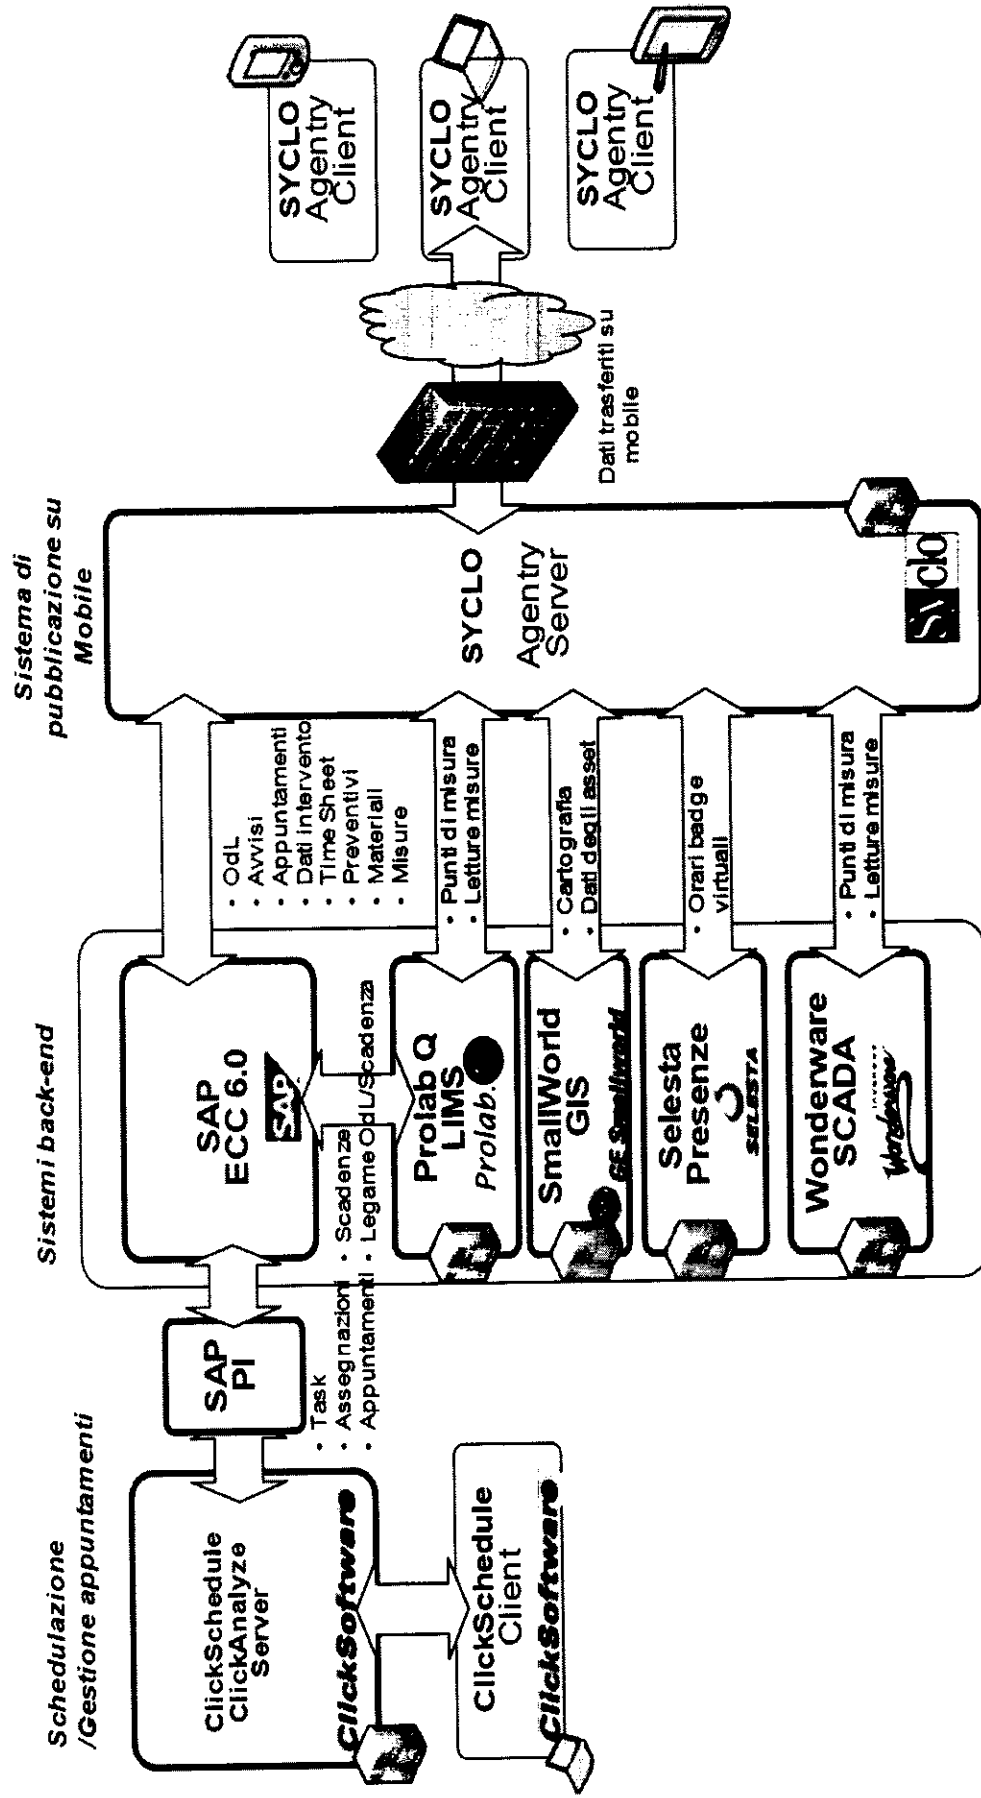 Schedulazione
/Gestione appuntamenti
Sistemi back-end
Sistema di
pubblicazione su
Mobile
ClickSchedule
ClickAnalyze
Server
ClickSoftware
ClickSchedule
Client
ClickSoftware
SAP
PI
• Task
• Assegnazioni
• Appuntamenti
• Scadenze
• Legame OdL/Scadenza
SAP
ECC 6.0
SAP
Prolab Q
LIMS
Prolab.
SmallWorld
GIS
GE Smallworld
Selesta
Presenze
SELESTA
Wonderware
SCADA
Wonderware
• OdL
• Avvisi
• Appuntamenti
• Dati intervento
• Time Sheet
• Preventivi
• Materiali
• Misure
• Punti di misura
• Letture misure
• Cartografia
• Dati degli asset
• Orari badge
virtuali
• Punti di misura
• Letture misure
SYCLO
Agentry
Server
syclo
Dati trasferiti su
mobile
SYCLO
Agentry
Client
SYCLO
Agentry
Client
SYCLO
Agentry
Client